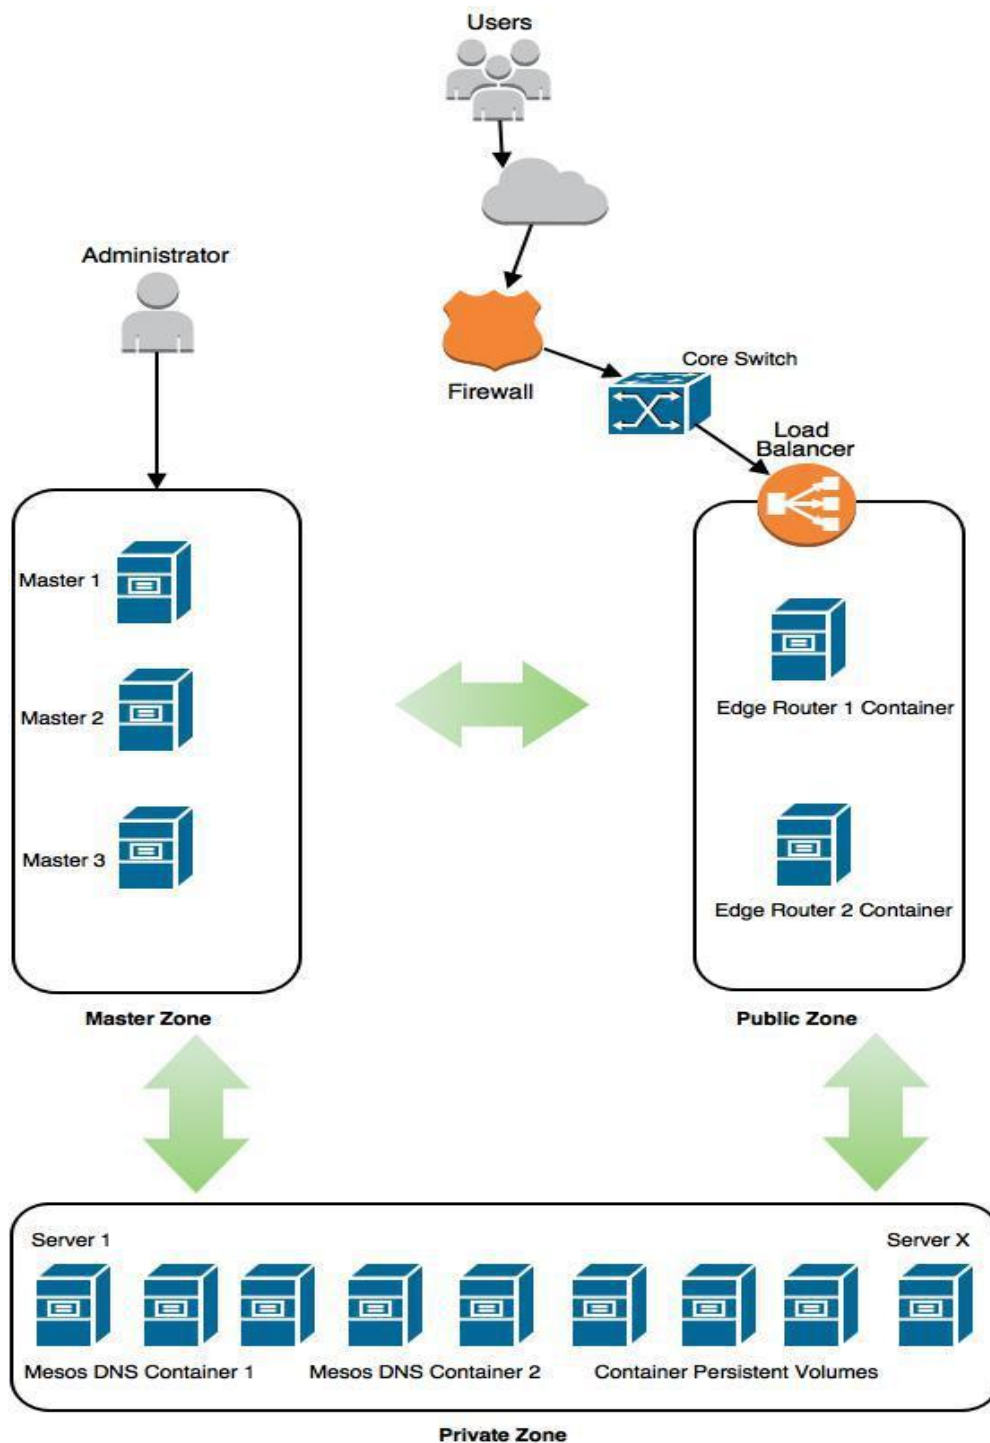 Users
Administrator
Firewall
Core Switch
Load
Balancer
Master 1
Master 2
Master 3
Edge Router 1 Container
Edge Router 2 Container
Master Zone
Public Zone
Server 1
Server X
Mesos DNS Container 1
Mesos DNS Container 2
Container Persistent Volumes
Private Zone